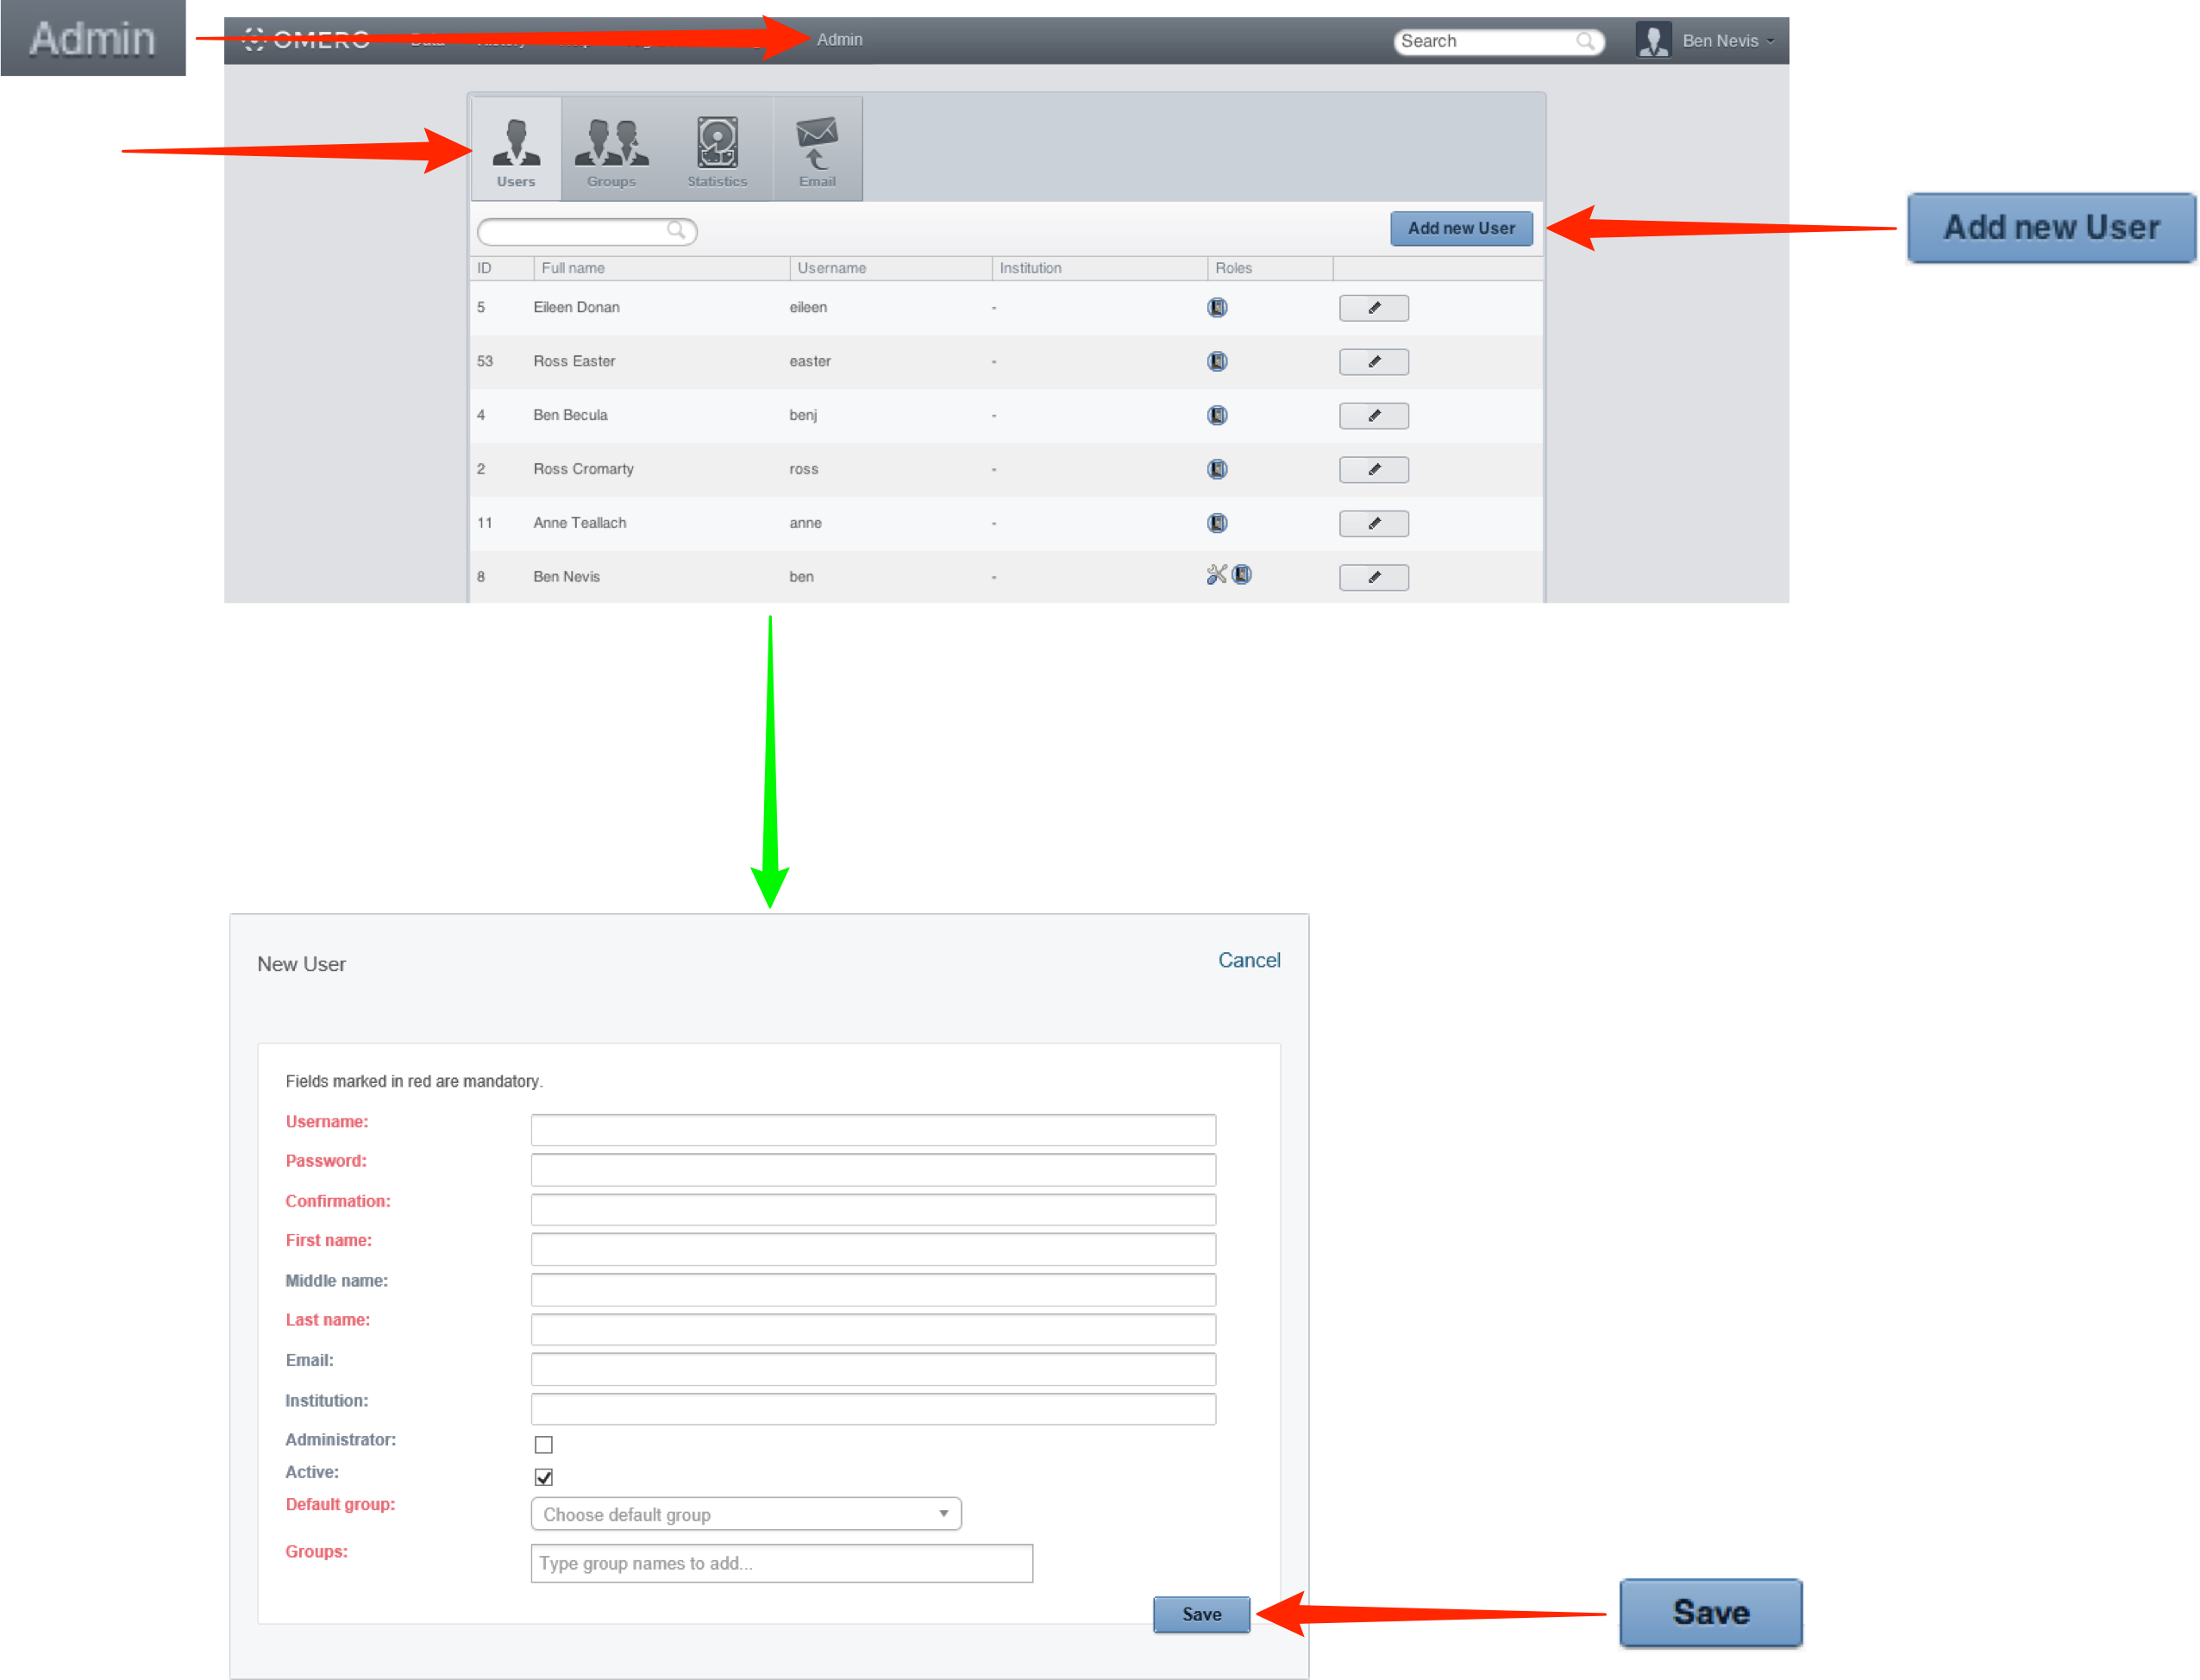 Admin
OMERO
Admin
Search
Ben Nevis
Users
Groups
Statistics
Email
Add new User
Add new User
ID Full name Username Institution Roles
5 Eileen Donan eileen -
53 Ross Easter easter -
4 Ben Becula benj -
2 Ross Cromarty ross -
11 Anne Teallach anne -
8 Ben Nevis ben -
New User
Cancel
Fields marked in red are mandatory.
Username:
Password:
Confirmation:
First name:
Middle name:
Last name:
Email:
Institution:
Administrator:
Active:
Default group:
Choose default group
Groups:
Type group names to add...
Save
Save